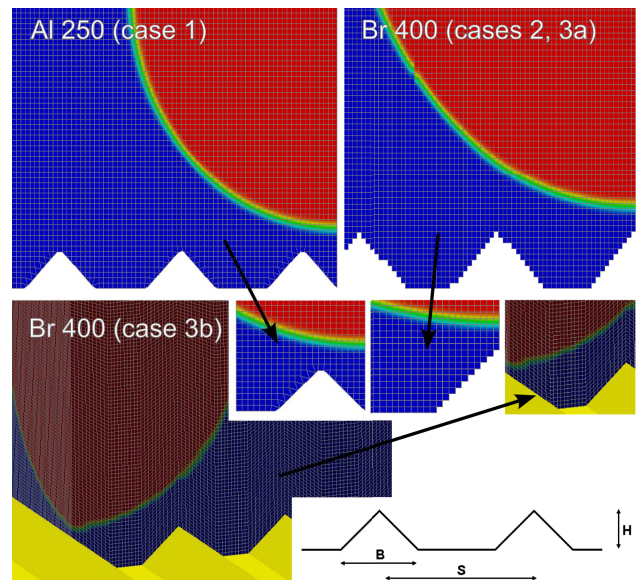 Al 250 (case 1)
Br 400 (cases 2, 3a)
Br 400 (case 3b)
H
B
S